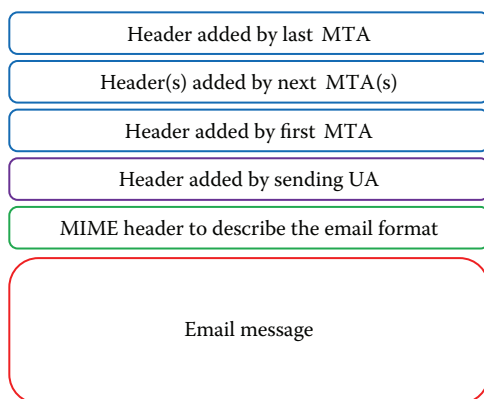 Header added by last MTA
Header(s) added by next MTA(s)
Header added by first MTA
Header added by sending UA
MIME header to describe the email format
Email message